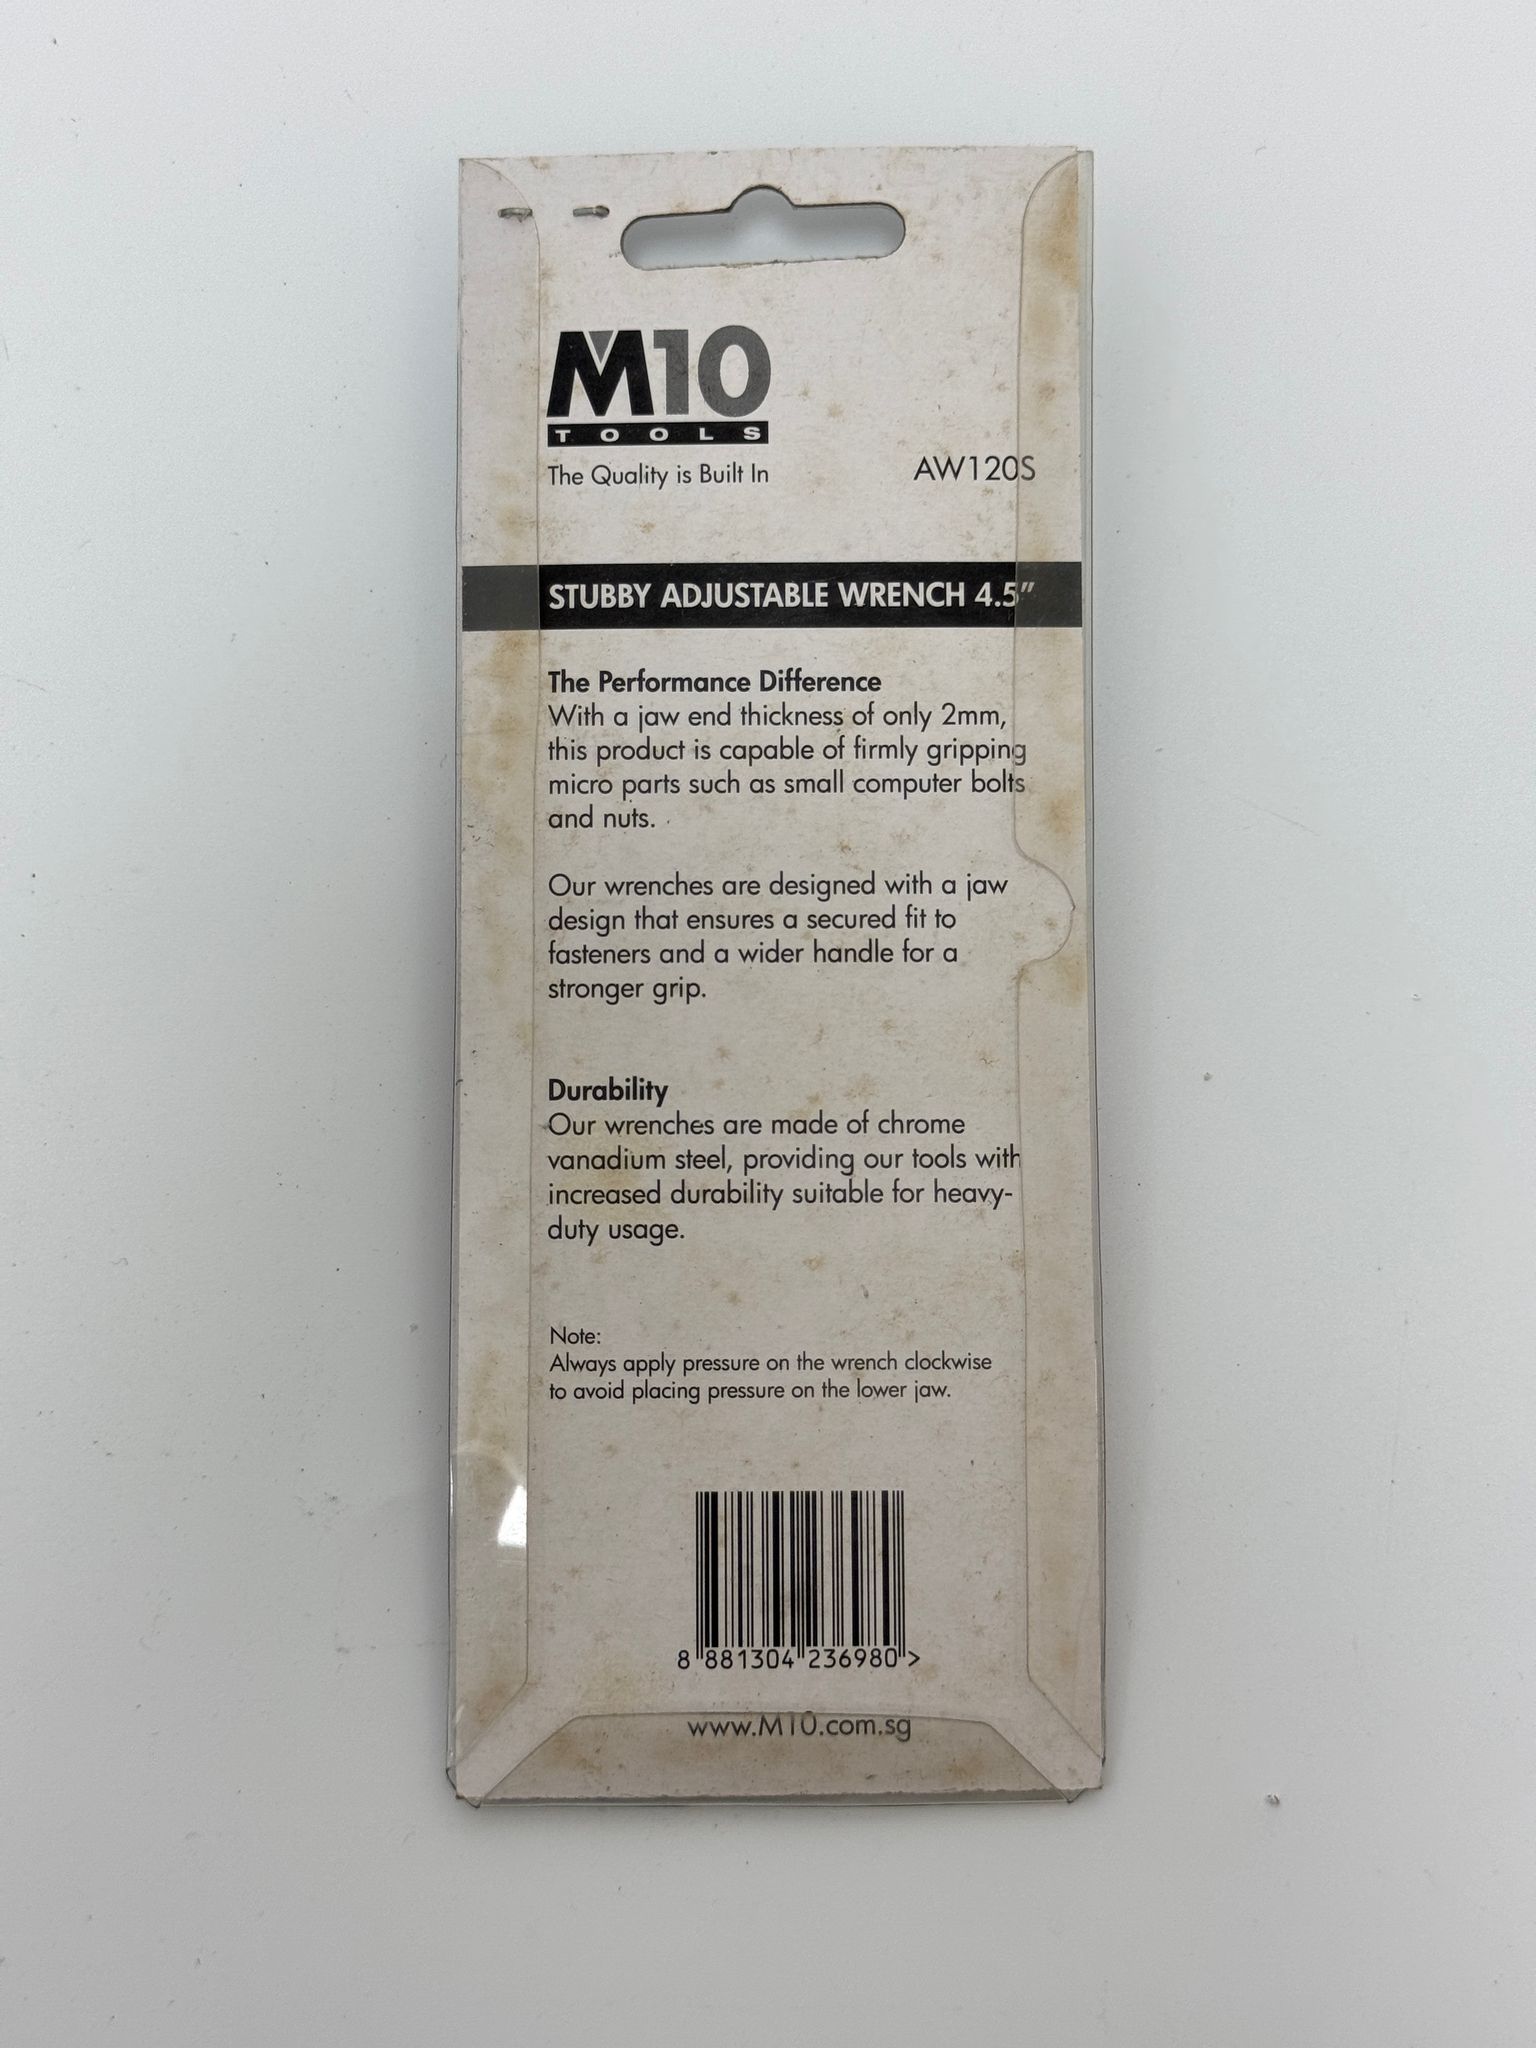 M10
TOOLS
The Quality is Built In
AW120S
STUBBY ADJUSTABLE WRENCH 4.5”
The Performance Difference
With a jaw end thickness of only 2mm,
this product is capable of firmly gripping
micro parts such as small computer bolts
and nuts.
Our wrenches are designed with a jaw
design that ensures a secured fit to
fasteners and a wider handle for a
stronger grip.
Durability
Our wrenches are made of chrome
vanadium steel, providing our tools with
increased durability suitable for heavy-
duty usage.
Note:
Always apply pressure on the wrench clockwise
to avoid placing pressure on the lower jaw.
8 881304 236980 >
www.M10.com.sg